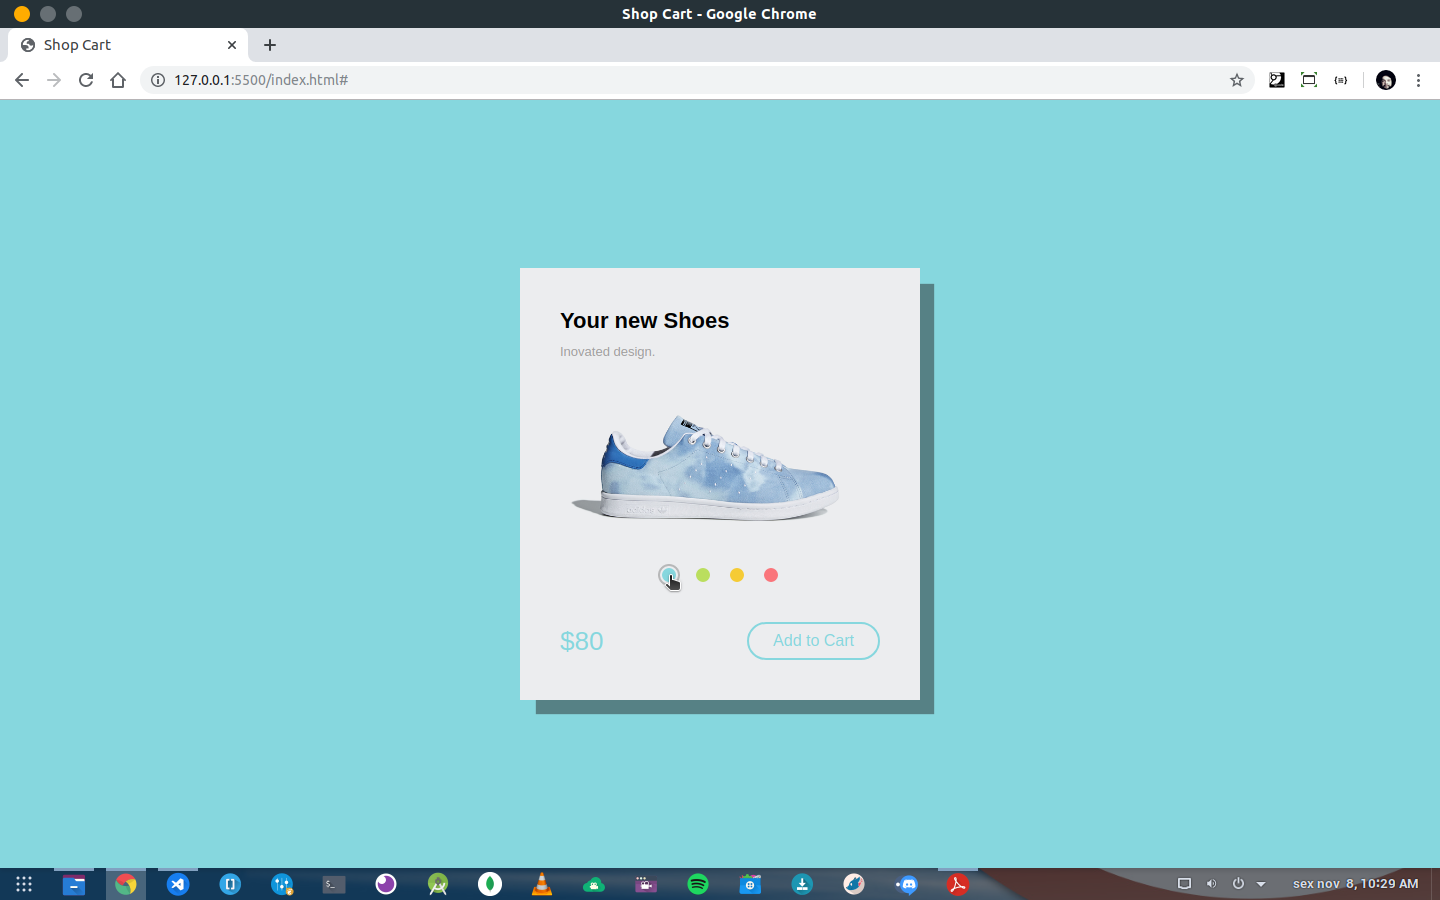 Shop Cart - Google Chrome
Shop Cart
127.0.0.1:5500/index.html#
Your new Shoes
Inovated design.
$80
Add to Cart
sex nov 8, 10:29 AM